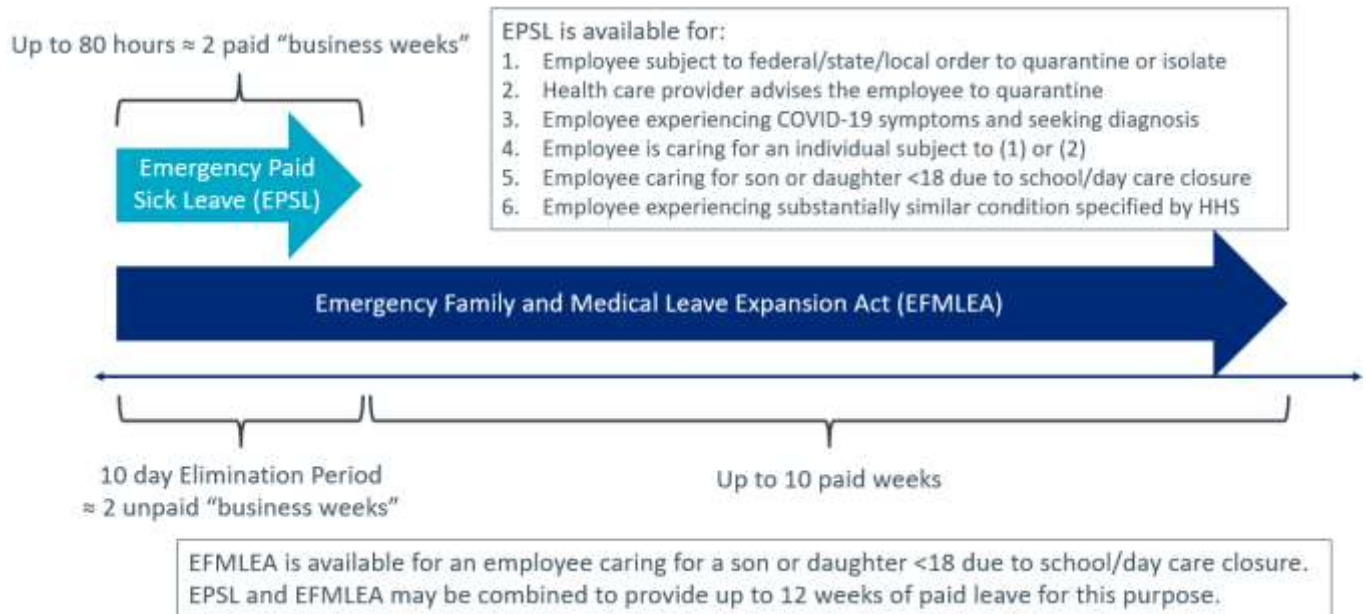 Up to 80 hours ≈ 2 paid “business weeks”
Emergency Paid
Sick Leave (EPSL)
EPSL is available for:
1. Employee subject to federal/state/local order to quarantine or isolate
2. Health care provider advises the employee to quarantine
3. Employee experiencing COVID-19 symptoms and seeking diagnosis
4. Employee is caring for an individual subject to (1) or (2)
5. Employee caring for son or daughter <18 due to school/day care closure
6. Employee experiencing substantially similar condition specified by HHS
Emergency Family and Medical Leave Expansion Act (EFMLEA)
10 day Elimination Period
≈ 2 unpaid “business weeks”
Up to 10 paid weeks
EFMLEA is available for an employee caring for a son or daughter <18 due to school/day care closure.
EPSL and EFMLEA may be combined to provide up to 12 weeks of paid leave for this purpose.